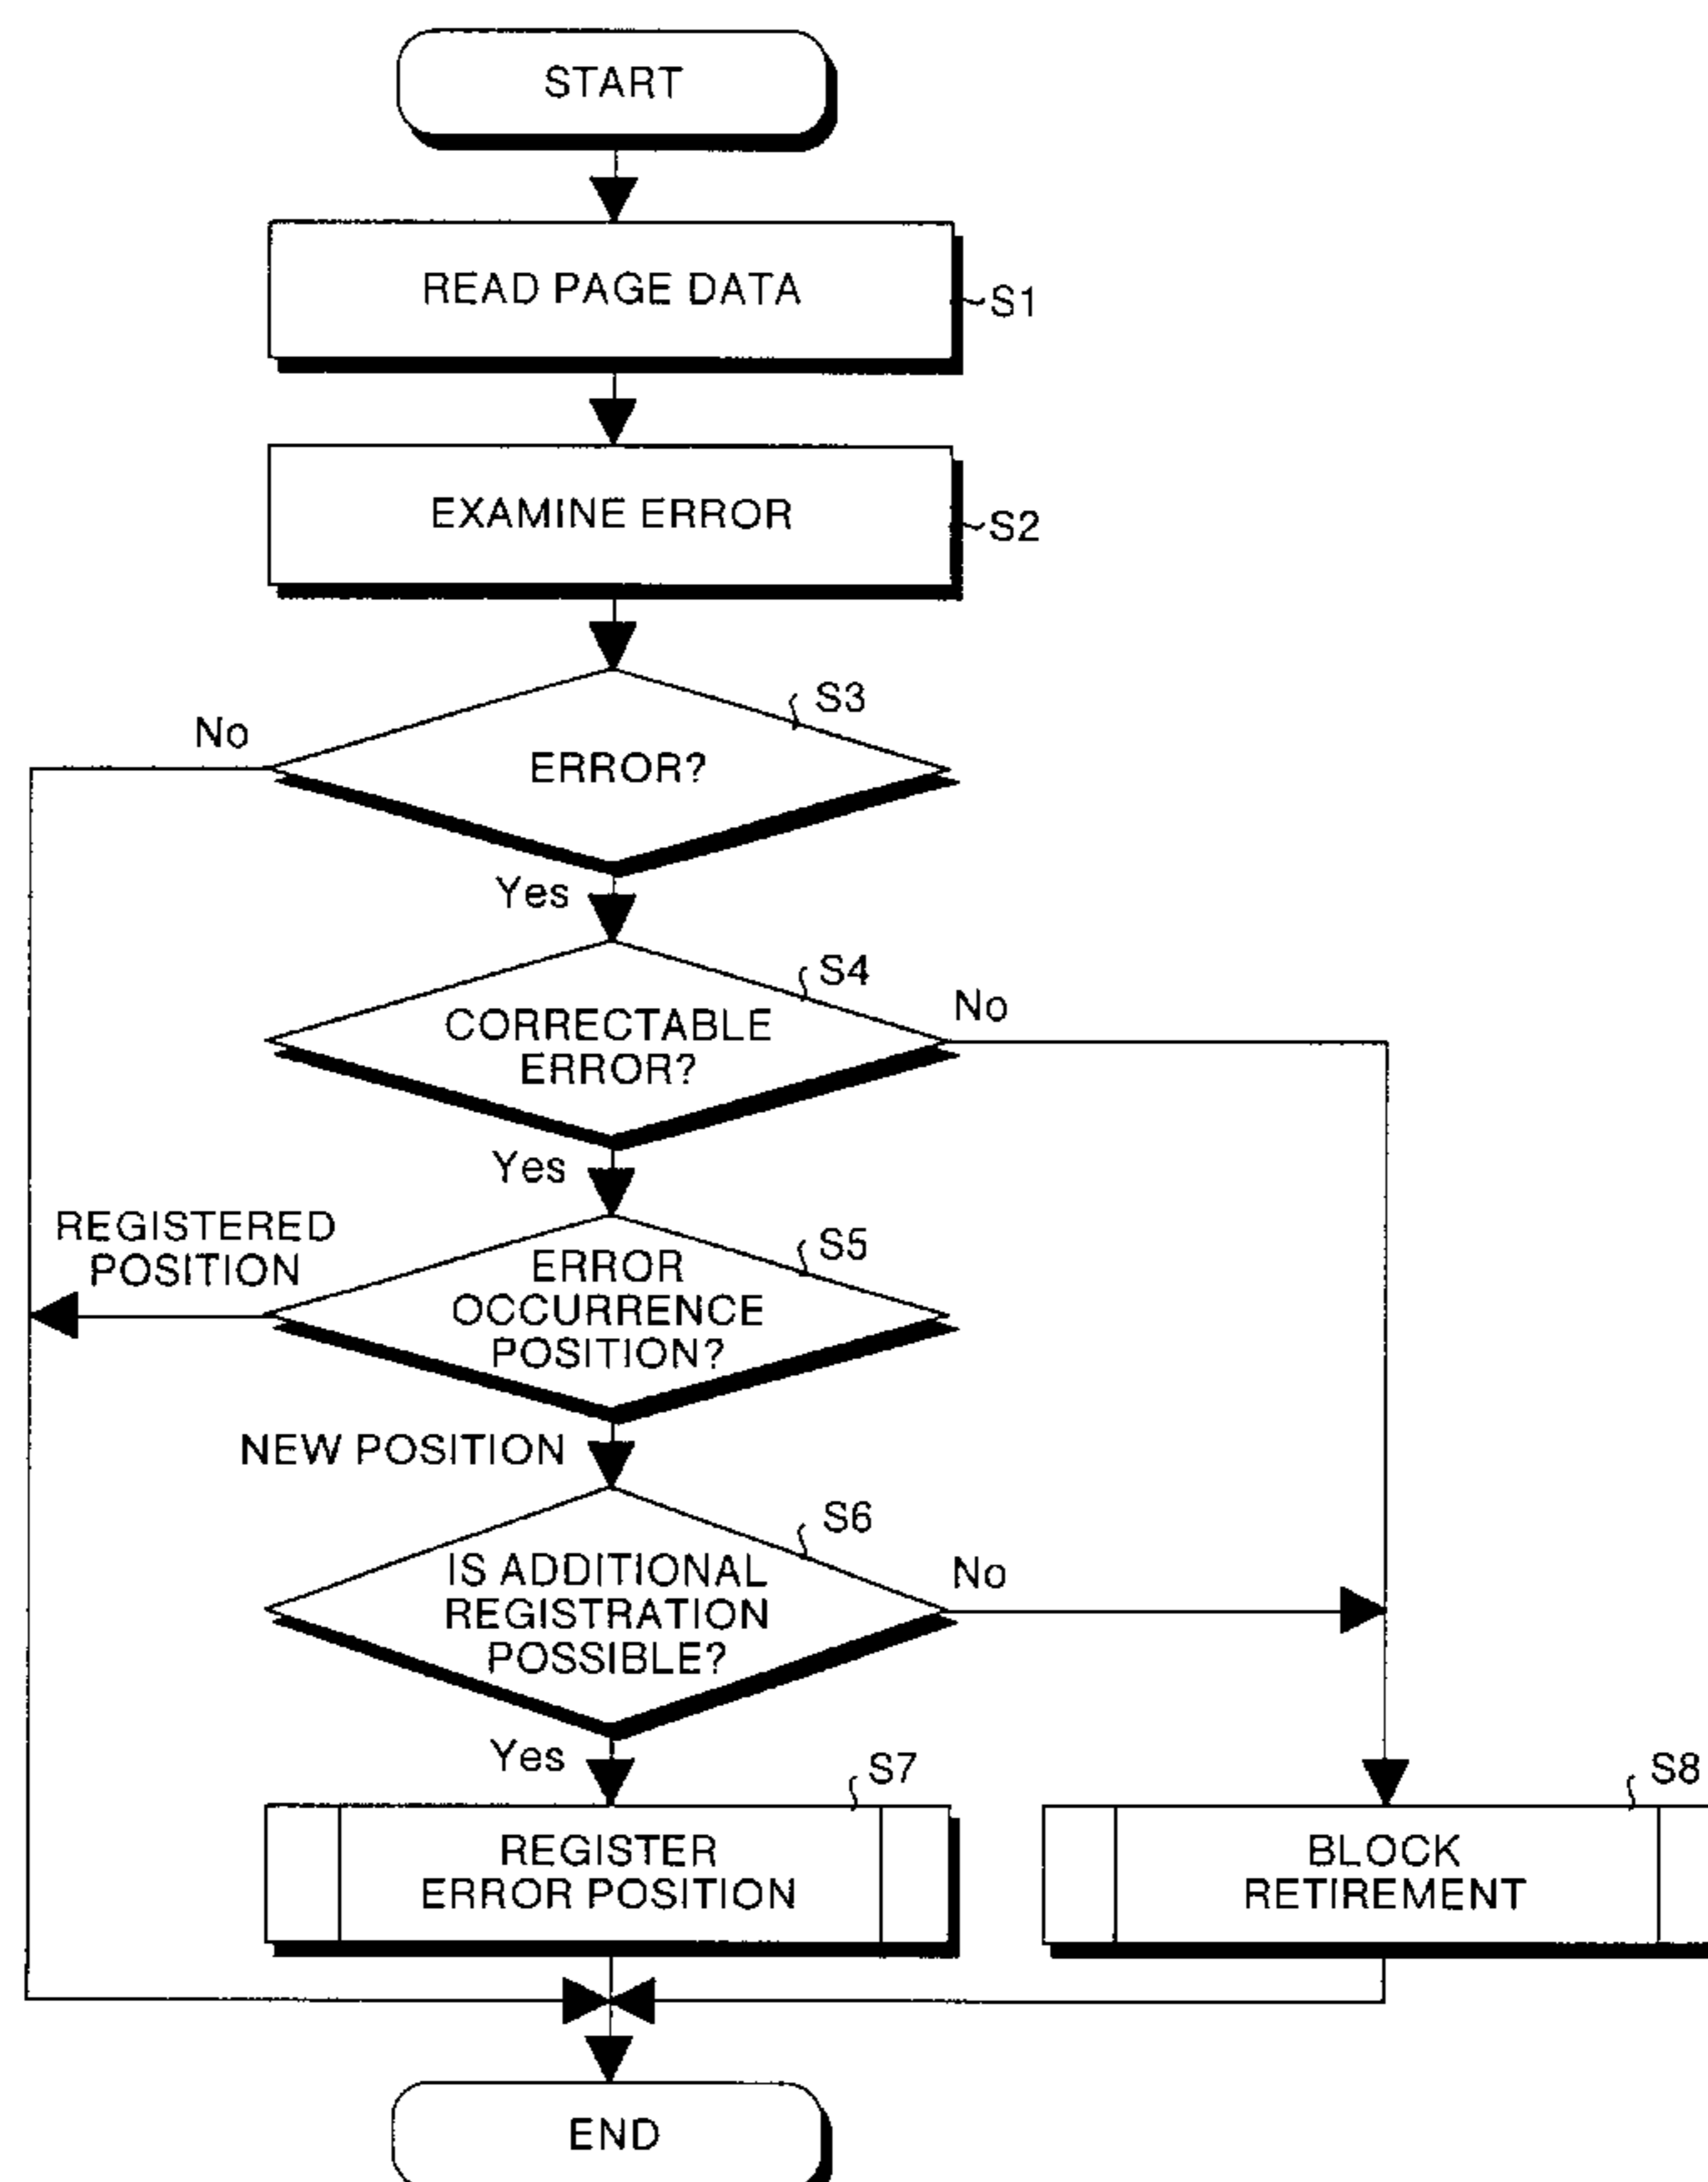 START
READ PAGE DATA
S1
EXAMINE ERROR
S2
S3
No
ERROR?
Yes
S4
No
CORRECTABLE
ERROR?
Yes
REGISTERED
POSITION
S5
ERROR
OCCURRENCE
POSITION?
NEW POSITION
S6
No
IS ADDITIONAL
REGISTRATION
POSSIBLE?
Yes
S7
S8
REGISTER
ERROR POSITION
BLOCK
RETIREMENT
END